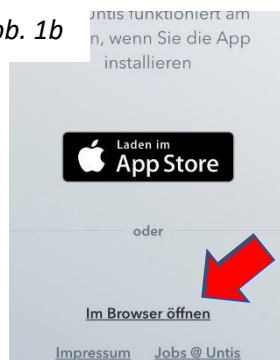 Abb. 1b
Untis funktioniert am
n, wenn Sie die App
installieren
Laden im
App Store
oder
Im Browser öffnen
Impressum Jobs @ Untis